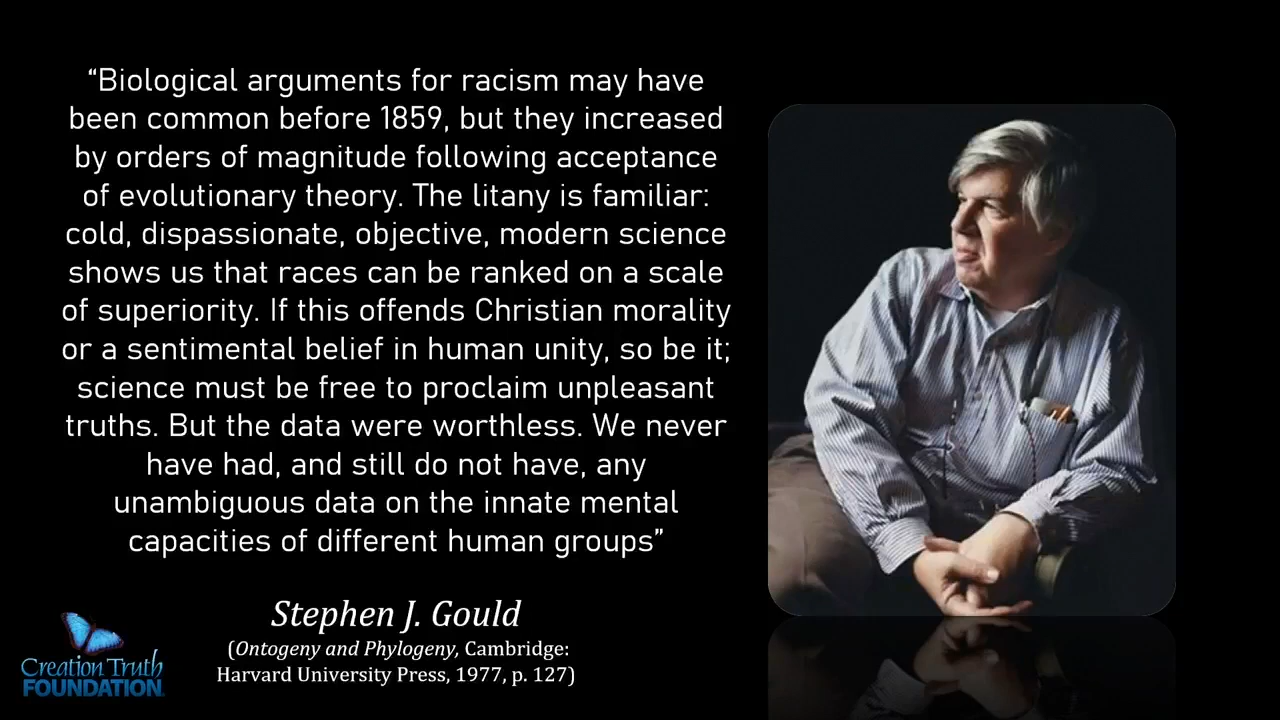 “Biological arguments for racism may have
been common before 1859, but they increased
by orders of magnitude following acceptance
of evolutionary theory. The litany is familiar:
cold, dispassionate, objective, modern science
shows us that races can be ranked on a scale
of superiority. If this offends Christian morality
or a sentimental belief in human unity, so be it;
science must be free to proclaim unpleasant
truths. But the data were worthless. We never
have had, and still do not have, any
unambiguous data on the innate mental
capacities of different human groups”
Stephen J. Gould
(Ontogeny and Phylogeny, Cambridge:
Harvard University Press, 1977, p. 127)
Creation Truth
FOUNDATION